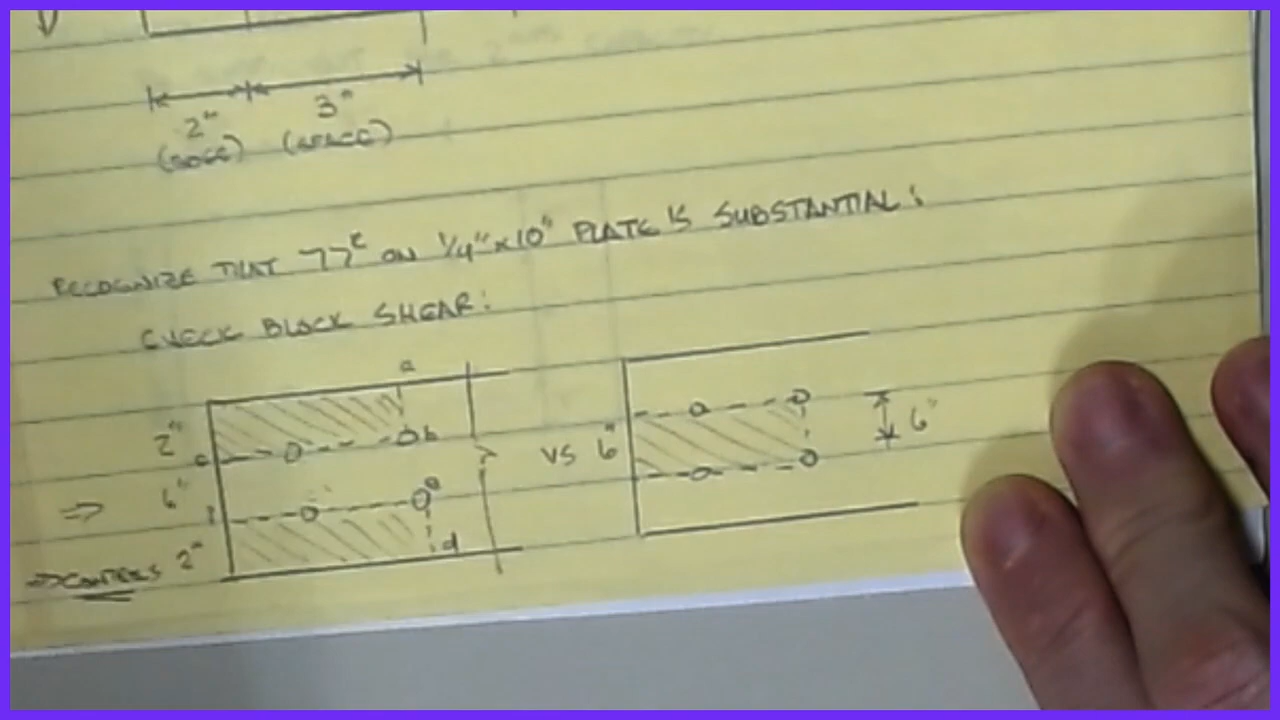 2" 3"
(EDGE) (SPACE)
RECOGNIZE THAT 77ᵏ ON 1/4" x 10" PLATE IS SUBSTANTIAL:
CHECK BLOCK SHEAR:
a
2" c b
VS 6" 6"
⇒ 6" e
⇒ CONTROLS 2" d